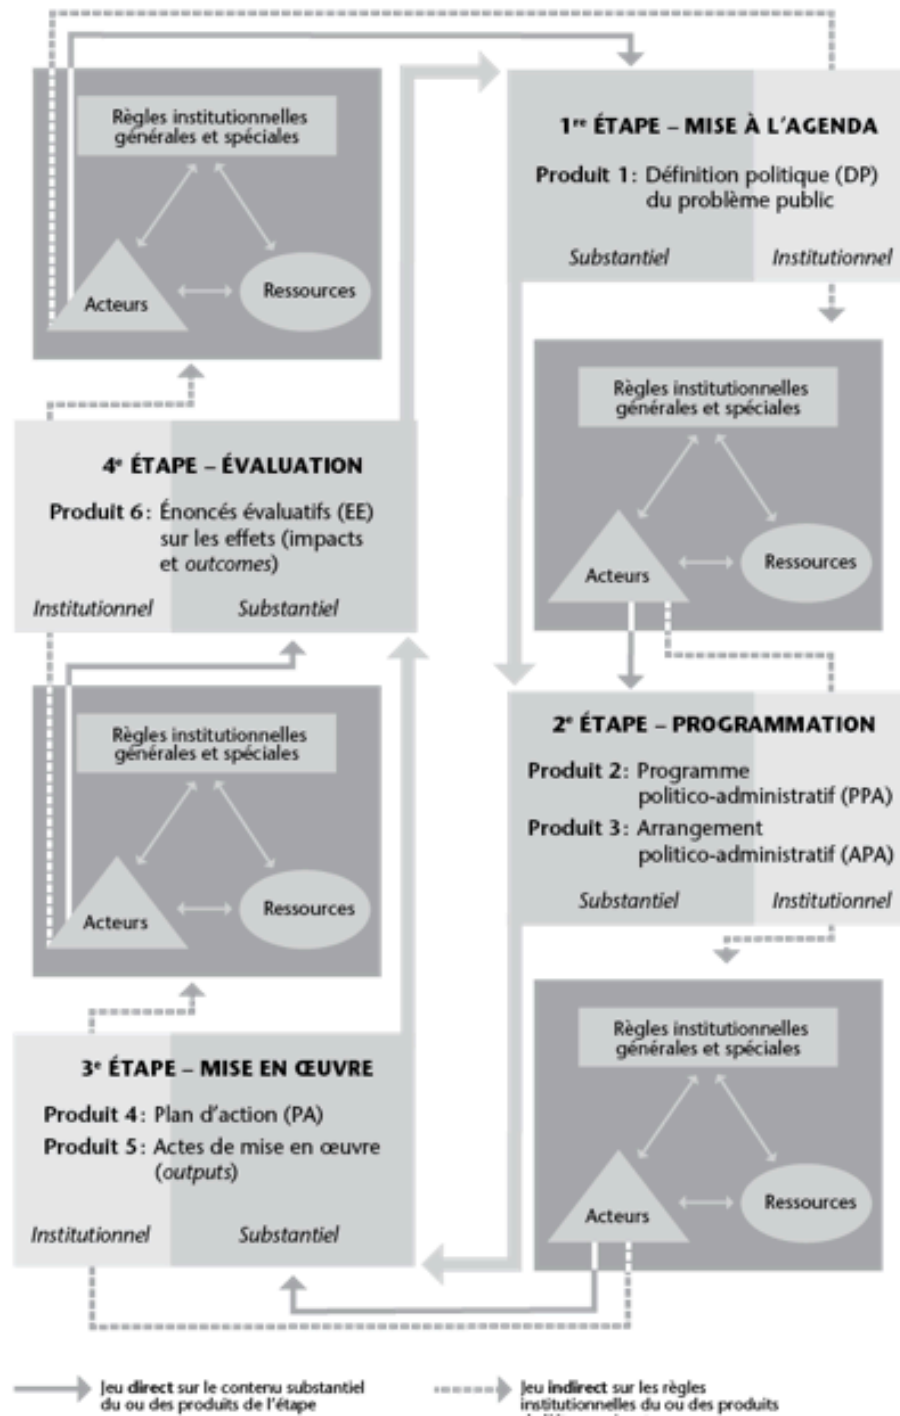 Règles institutionnelles
générales et spéciales
Acteurs
Ressources
1re ÉTAPE – MISE À L'AGENDA
Produit 1: Définition politique (DP)
du problème public
Substantiel
Institutionnel
Règles institutionnelles
générales et spéciales
Acteurs
Ressources
4e ÉTAPE – ÉVALUATION
Produit 6: Énoncés évaluatifs (EE)
sur les effets (impacts
et outcomes)
Institutionnel
Substantiel
2e ÉTAPE – PROGRAMMATION
Produit 2: Programme
politico-administratif (PPA)
Produit 3: Arrangement
politico-administratif (APA)
Substantiel
Institutionnel
Règles institutionnelles
générales et spéciales
Acteurs
Ressources
3e ÉTAPE – MISE EN ŒUVRE
Produit 4: Plan d'action (PA)
Produit 5: Actes de mise en œuvre
(outputs)
Institutionnel
Substantiel
Règles institutionnelles
générales et spéciales
Acteurs
Ressources
Jeu direct sur le contenu substantiel
du ou des produits de l'étape
Jeu indirect sur les règles
institutionnelles du ou des produits